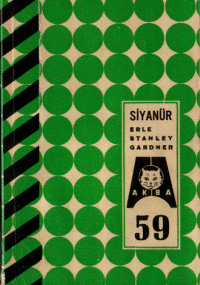 SİYANÜR
ERLE
STANLEY
GARDNER
AKBA
59